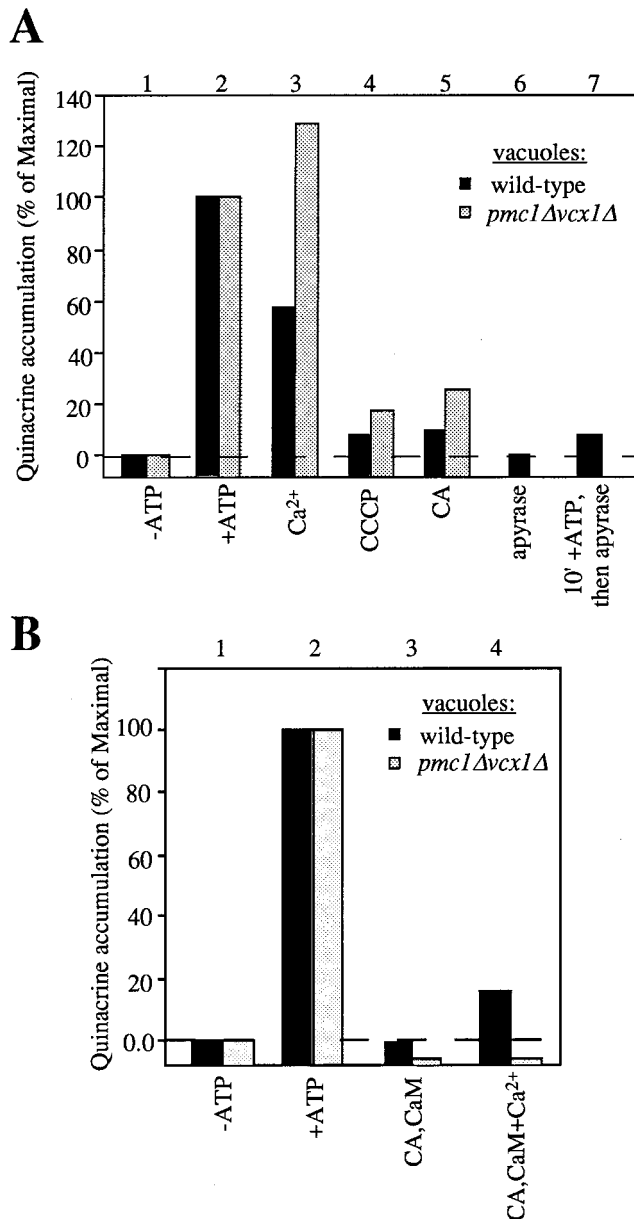 A
1 2 3 4 5 6 7
Quinacrine accumulation (% of Maximal)
140
120
100
80
60
40
20
0
vacuoles:
wild-type
pmc1Δvcx1Δ
-ATP
+ATP
Ca²⁺
CCCP
CA
apyrase
10' +ATP,
then apyrase
B
1 2 3 4
Quinacrine accumulation (% of Maximal)
100
80
60
40
20
0.0
vacuoles:
wild-type
pmc1Δvcx1Δ
-ATP
+ATP
CA,CaM
CA,CaM+Ca²⁺